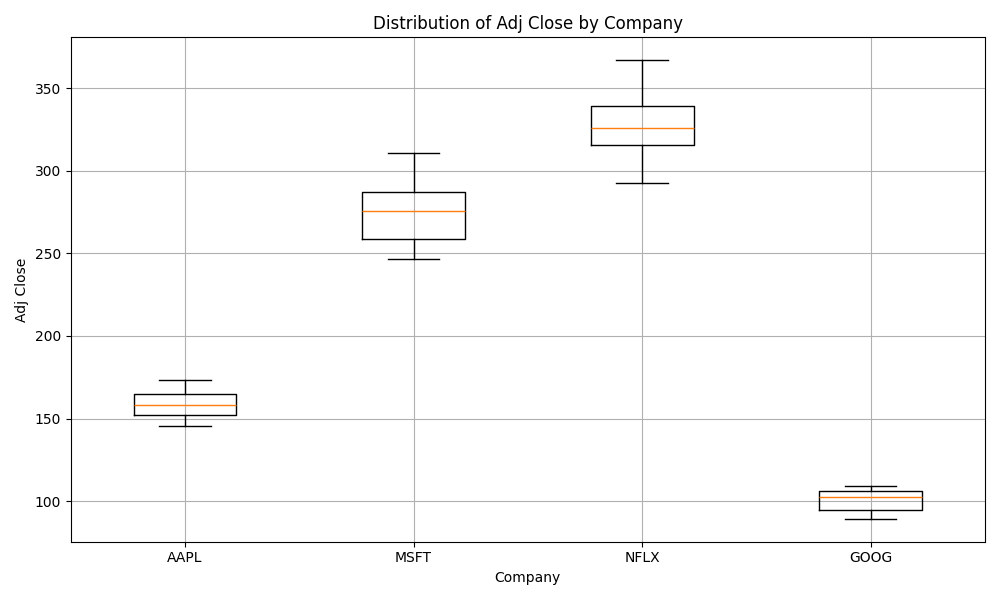 Distribution of Adj Close by Company
Adj Close
350
300
250
200
150
100
AAPL MSFT NFLX GOOG
Company